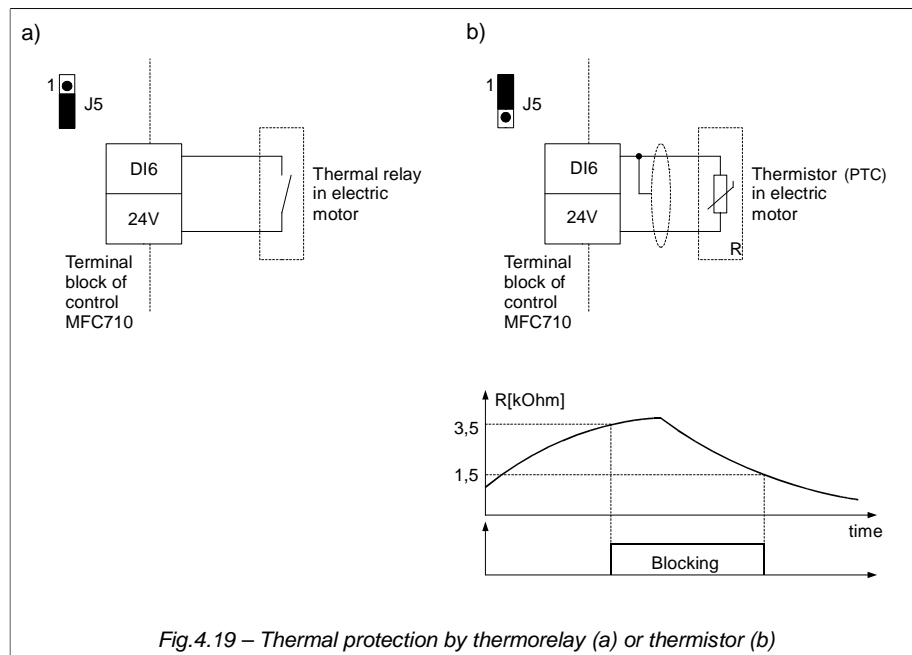 a)
1
J5
DI6
24V
Thermal relay
in electric
motor
Terminal
block of
control
MFC710
b)
1
J5
DI6
24V
Thermistor (PTC)
in electric
motor
R
Terminal
block of
control
MFC710
R[kOhm]
3,5
1,5
time
Blocking
Fig.4.19 – Thermal protection by thermorelay (a) or thermistor (b)